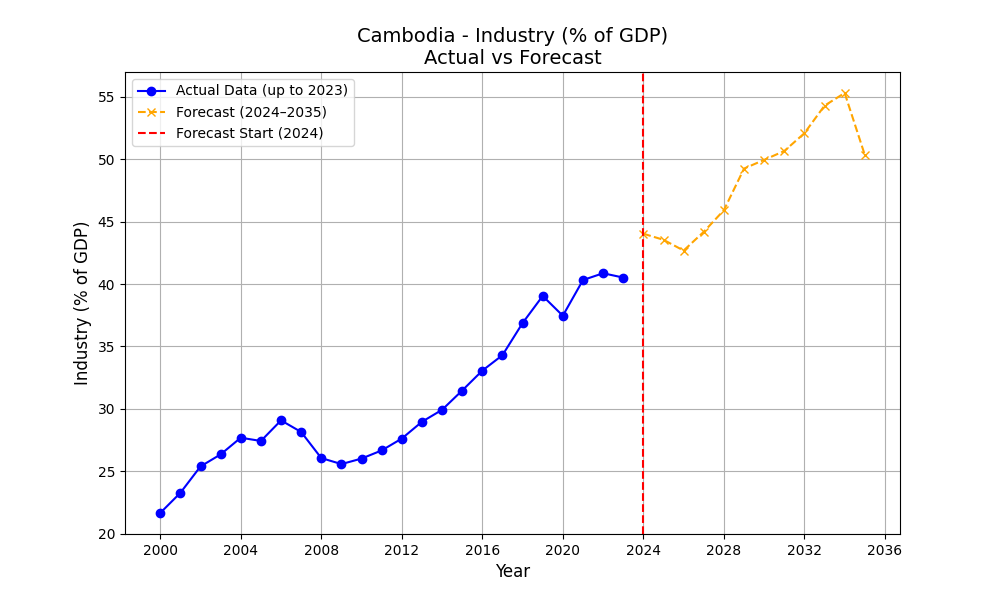 Cambodia - Industry (% of GDP)
Actual vs Forecast
Actual Data (up to 2023)
Forecast (2024–2035)
Forecast Start (2024)
Industry (% of GDP)
55
50
45
40
35
30
25
20
2000 2004 2008 2012 2016 2020 2024 2028 2032 2036
Year